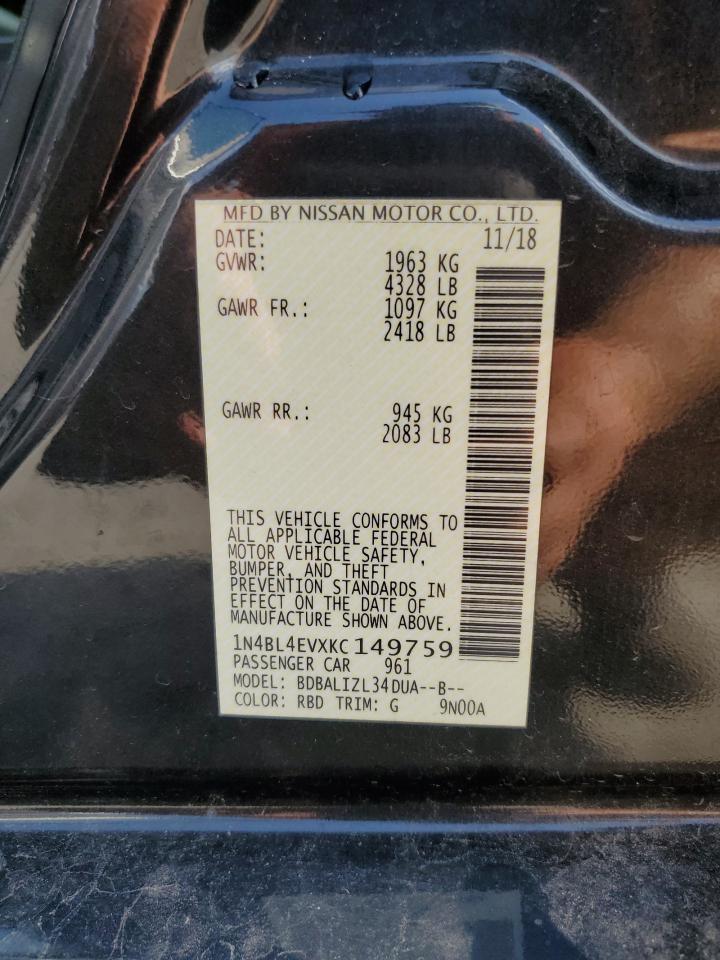 MFD BY NISSAN MOTOR CO., LTD.
DATE: 11/18
GVWR: 1963 KG
4328 LB
GAWR FR.: 1097 KG
2418 LB
GAWR RR.: 945 KG
2083 LB
THIS VEHICLE CONFORMS TO
ALL APPLICABLE FEDERAL
MOTOR VEHICLE SAFETY,
BUMPER, AND THEFT
PREVENTION STANDARDS IN
EFFECT ON THE DATE OF
MANUFACTURE SHOWN ABOVE.
1N4BL4EVXKC149759
PASSENGER CAR 961
MODEL: BDBALIZL34DUA--B--
COLOR: RBD TRIM: G 9N00A